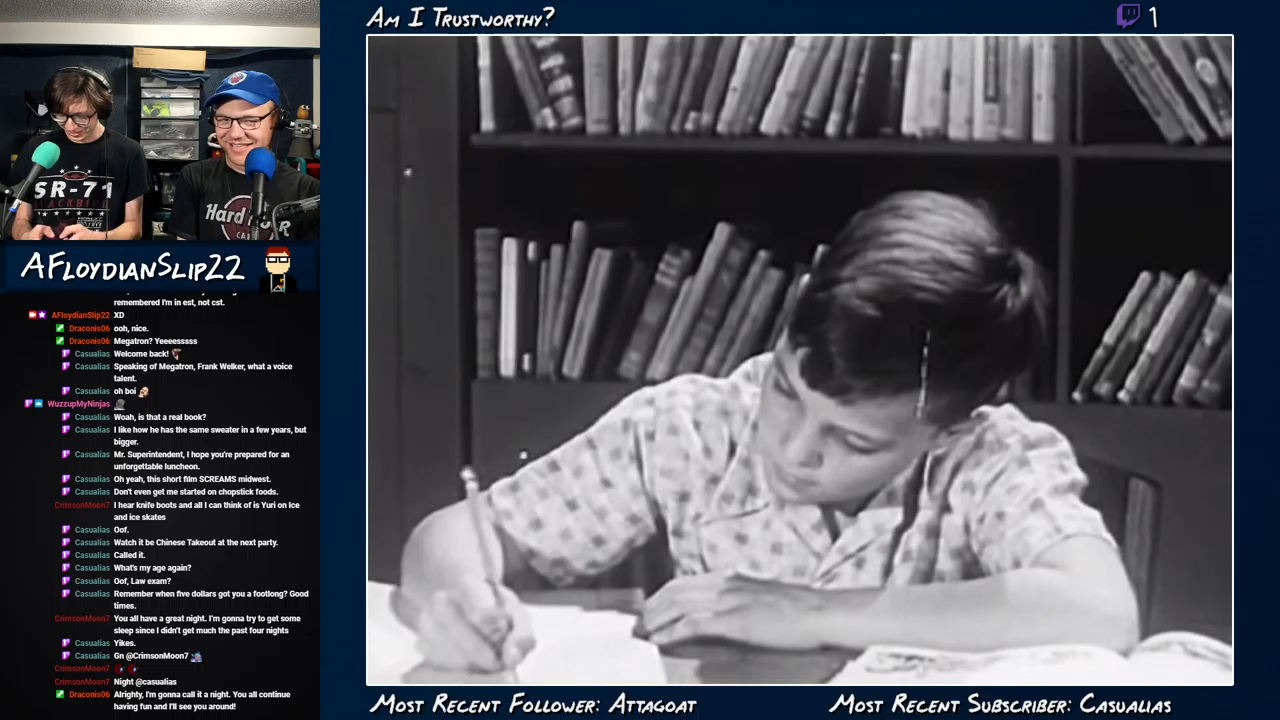 Am I Trustworthy?
1
SR-71
BLACKBIRD
Hard
CA
AFloydianSlip22
remembered I'm in est, not cst.
AFloydianSlip22 XD
Draconis06 ooh, nice.
Draconis06 Megatron? Yeeeesssss
Casualias Welcome back!
Casualias Speaking of Megatron, Frank Welker, what a voice
talent.
Casualias oh boi
WuzzupMyNinjas
Casualias Woah, is that a real book?
Casualias I like how he has the same sweater in a few years, but
bigger.
Casualias Mr. Superintendent, I hope you're prepared for an
unforgettable luncheon.
Casualias Oh yeah, this short film SCREAMS midwest.
Casualias Don't even get me started on chopstick foods.
CrimsonMoon7 I hear knife boots and all I can think of is Yuri on Ice
and ice skates
Casualias Oof.
Casualias Watch it be Chinese Takeout at the next party.
Casualias Called it.
Casualias What's my age again?
Casualias Oof, Law exam?
Casualias Remember when five dollars got you a footlong? Good
times.
CrimsonMoon7 You all have a great night. I'm gonna try to get some
sleep since I didn't get much the past four nights
Casualias Yikes.
Casualias Gn @CrimsonMoon7
CrimsonMoon7
CrimsonMoon7 Night @casualias
Draconis06 Alrighty, I'm gonna call it a night. You all continue
having fun and I'll see you around!
Most Recent Follower: Attagoat
Most Recent Subscriber: Casualias